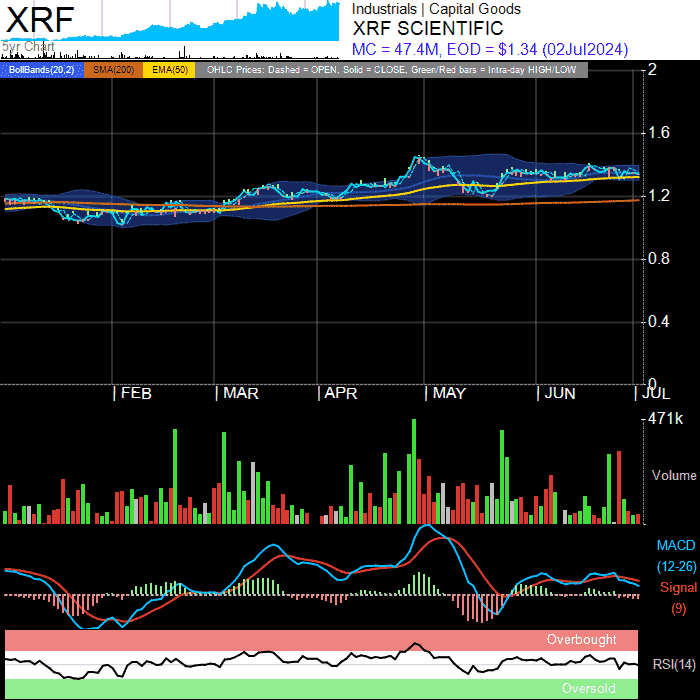 XRF
5yr Chart
Industrials | Capital Goods
XRF SCIENTIFIC
MC = 47.4M, EOD = $1.34 (02Jul2024)
BollBands(20,2) SMA(200) EMA(50) OHLC Prices: Dashed = OPEN, Solid = CLOSE, Green/Red bars = Intra-day HIGH/LOW
2
1.6
1.2
0.8
0.4
0
| FEB | MAR | APR | MAY | JUN | JUL
471k
Volume
MACD
(12-26)
Signal
(9)
Overbought
RSI(14)
Oversold